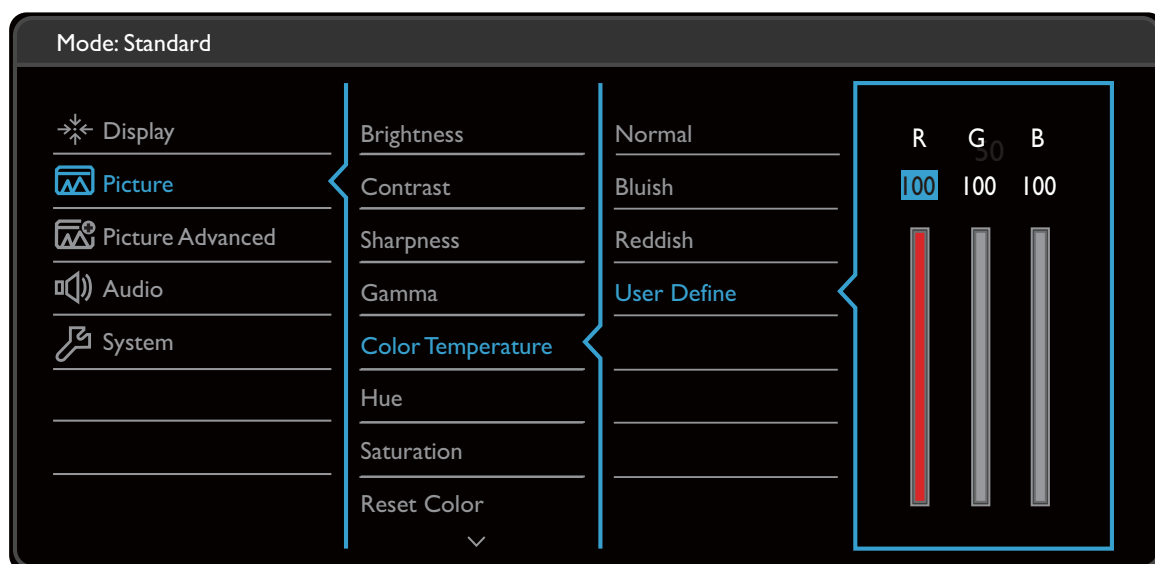 Mode: Standard
Display
Picture
Picture Advanced
Audio
System
Brightness
Contrast
Sharpness
Gamma
Color Temperature
Hue
Saturation
Reset Color
Normal
Bluish
Reddish
User Define
R G B
50
100 100 100